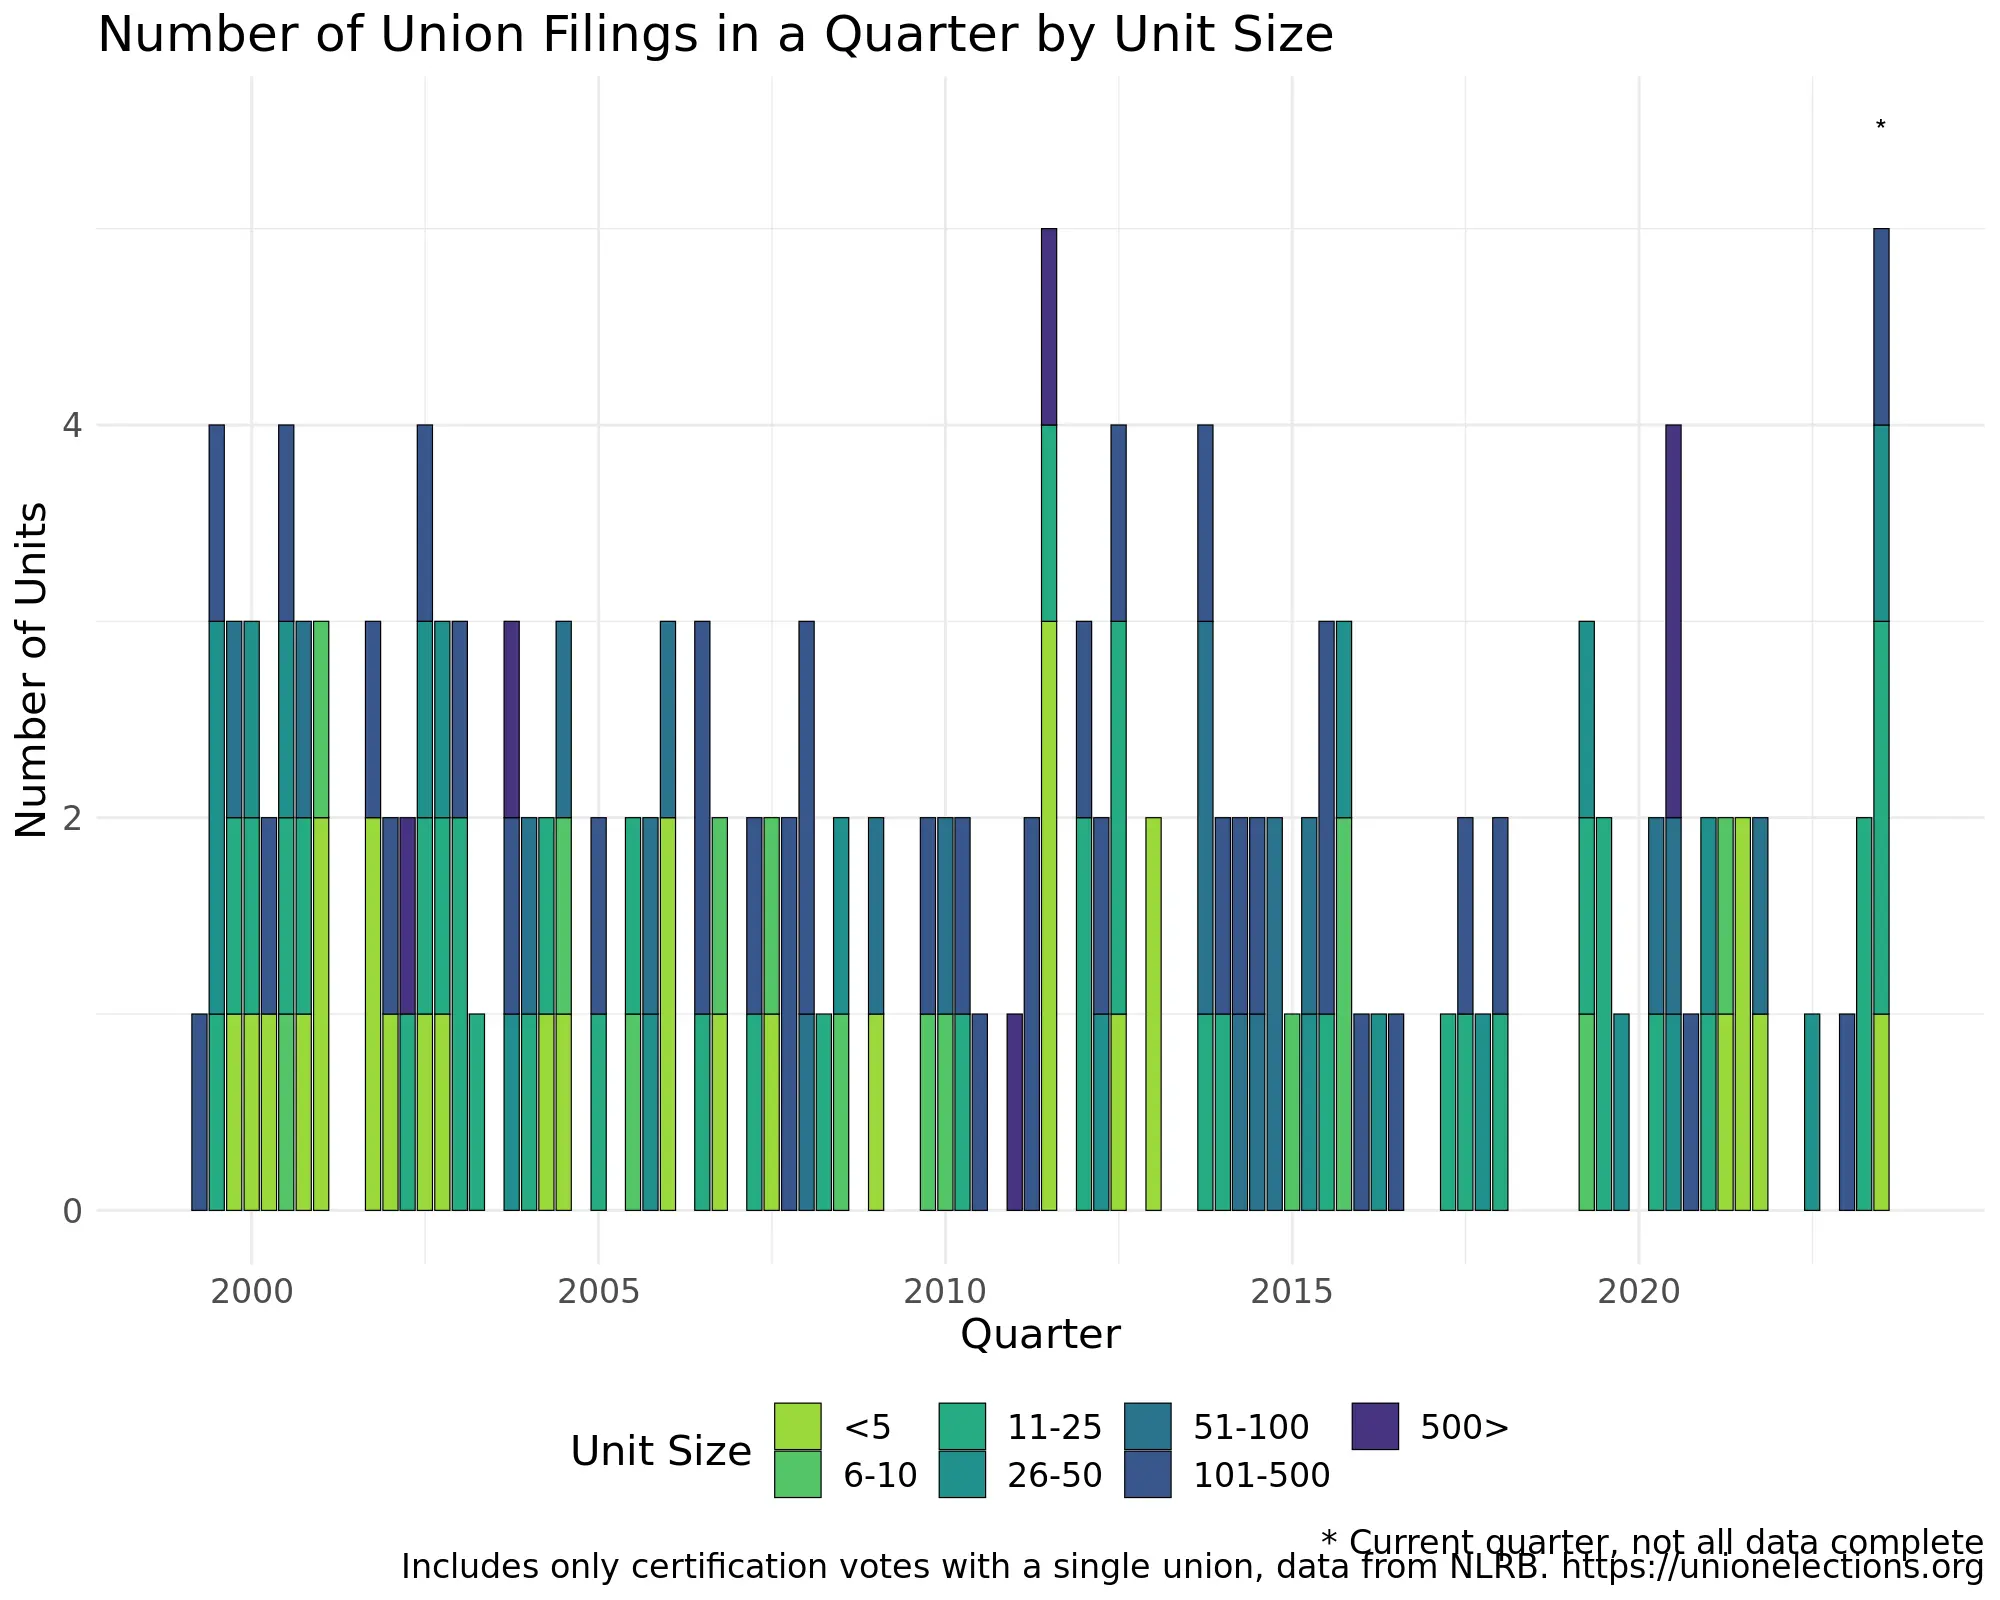 Number of Union Filings in a Quarter by Unit Size
*
Number of Units
4
2
0
2000 2005 2010 2015 2020
Quarter
Unit Size
<5 11-25 51-100 500>
6-10 26-50 101-500
* Current quarter, not all data complete
Includes only certification votes with a single union, data from NLRB. https://unionelections.org